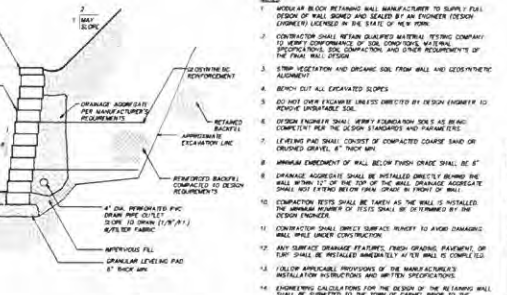 2
1
MAY
SLOPE
GEOSYNTHETIC
REINFORCEMENT
DRAINAGE AGGREGATE
PER MANUFACTURER'S
REQUIREMENTS
RETAINED
BACKFILL
APPROXIMATE
EXCAVATION LINE
REINFORCED BACKFILL
COMPACTED TO DESIGN
REQUIREMENTS
4" DIA. PERFORATED PVC
DRAIN PIPE OUTLET
SLOPE TO DRAIN (1/8"/FT.)
W/FILTER FABRIC
IMPERVIOUS FILL
GRANULAR LEVELING PAD
6" THICK MIN.
1. MODULAR BLOCK RETAINING WALL MANUFACTURER TO SUPPLY FULL
DESIGN OF WALL SIGNED AND SEALED BY AN ENGINEER (DESIGN
ENGINEER) LICENSED IN THE STATE OF NEW YORK.
2. CONTRACTOR SHALL RETAIN QUALIFIED MATERIAL TESTING COMPANY
TO VERIFY CONFORMANCE OF SOIL CONDITIONS, MATERIAL
SPECIFICATIONS, COMPACTION, AND OTHER REQUIREMENTS OF
THE FINAL WALL DESIGN.
3. STRIP VEGETATION AND ORGANIC SOIL FROM WALL AND GEOSYNTHETIC
ALIGNMENT.
4. BENCH CUT ALL EXCAVATED SLOPES
5. DO NOT OVER EXCAVATE UNLESS DIRECTED BY DESIGN ENGINEER TO
REMOVE UNSUITABLE SOIL.
6. DESIGN ENGINEER SHALL VERIFY FOUNDATION SOILS AS BEING
COMPETENT PER THE DESIGN STANDARDS AND PARAMETERS.
7. LEVELING PAD SHALL CONSIST OF COMPACTED COARSE SAND OR
CRUSHED GRAVEL, 6" THICK MIN.
8. MINIMUM EMBEDMENT OF WALL BELOW FINISH GRADE SHALL BE 6"
9. DRAINAGE AGGREGATE SHALL BE INSTALLED DIRECTLY BEHIND THE
WALL WITHIN 12" OF THE TOP OF THE WALL. DRAINAGE AGGREGATE
SHALL NOT EXTEND BELOW FINAL GRADE IN FRONT OF WALL.
10. COMPACTION TESTS SHALL BE TAKEN AS THE WALL IS INSTALLED.
THE MINIMUM NUMBER OF TESTS SHALL BE DETERMINED BY THE
DESIGN ENGINEER.
11. CONTRACTOR SHALL DIRECT SURFACE RUNOFF TO AVOID DAMAGING
WALL WHILE UNDER CONSTRUCTION.
12. ANY SURFACE DRAINAGE FEATURES, FINISH GRADING, PAVEMENT, OR
TURF SHALL BE INSTALLED IMMEDIATELY AFTER WALL IS COMPLETED.
13. FOLLOW APPLICABLE PROVISIONS OF THE MANUFACTURER'S
INSTALLATION INSTRUCTIONS AND WRITTEN SPECIFICATIONS.
14. ENGINEERING CALCULATIONS FOR THE DESIGN OF THE RETAINING WALL
SHALL BE SUBMITTED TO THE TOWN OF CARMEL PRIOR TO THE